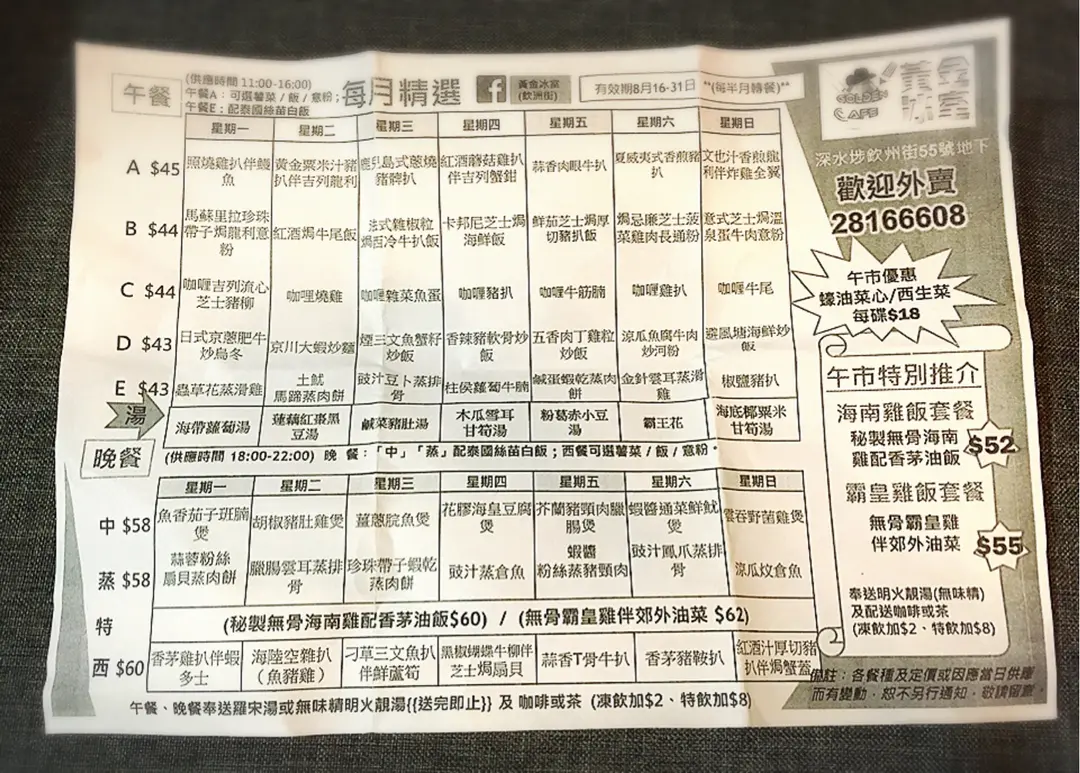 午餐
(供應時間 11:00-16:00)
午餐A：可選薯菜 / 飯 / 意粉；
午餐E：配泰國絲苗白飯
每月精選
黃金冰室
(飲洲街)
有效期8月16-31日
**(每半月轉餐)**
星期一 星期二 星期三 星期四 星期五 星期六 星期日
A $45
照燒雞扒伴鰻
魚
黃金粟米汁豬
扒伴吉列龍利
鹿兒島式蔥燒
豬髀扒
紅酒蘑菇雞扒
伴吉列蟹鉗
蒜香肉眼牛扒
夏威夷式香煎豬
扒
文也汁香煎龍
利伴炸雞全翼
B $44
馬蘇里拉珍珠
帶子焗龍利意
粉
紅酒焗牛尾飯
法式雜椒粒
焗西冷牛扒飯
卡邦尼芝士焗
海鮮飯
鮮茄芝士焗厚
切豬扒飯
焗忌廉芝士菠
菜雞肉長通粉
意式芝士焗溫
泉蛋牛肉意粉
C $44
咖喱吉列流心
芝士豬柳
咖哩燒雞
咖喱雜菜魚蛋
咖喱豬扒
咖喱牛筋腩
咖喱雞扒
咖喱牛尾
D $43
日式京蔥肥牛
炒烏冬
京川大蝦炒麵
煙三文魚蟹籽
炒飯
香辣豬軟骨炒
飯
五香肉丁雞粒
炒飯
涼瓜魚腐牛肉
炒河粉
避風塘海鮮炒
飯
E $43
蟲草花蒸滑雞
土魷
馬蹄蒸肉餅
豉汁豆卜蒸排
骨
柱侯蘿蔔牛腩
鹹蛋蝦乾蒸肉
餅
金針雲耳蒸滑
雞
椒鹽豬扒
湯
海帶蘿蔔湯
蓮藕紅棗黑
豆湯
鹹菜豬肚湯
木瓜雪耳
甘筍湯
粉葛赤小豆
湯
霸王花
海底椰粟米
甘筍湯
晚餐
(供應時間 18:00-22:00) 晚 餐：「中」「蒸」配泰國絲苗白飯；西餐可選薯菜 / 飯 / 意粉。
星期一 星期二 星期三 星期四 星期五 星期六 星期日
中 $58
魚香茄子班腩
煲
胡椒豬肚雞煲
薑蔥脘魚煲
花膠海皇豆腐
煲
芥蘭豬頸肉臘
腸煲
蝦醬通菜鮮魷
煲
雲吞野菌雞煲
蒸 $58
蒜蓉粉絲
扇貝蒸肉餅
臘腸雲耳蒸排
骨
珍珠帶子蝦乾
蒸肉餅
豉汁蒸倉魚
蝦醬
粉絲蒸豬頸肉
豉汁鳳爪蒸排
骨
涼瓜炆倉魚
特
(秘製無骨海南雞配香茅油飯$60) / (無骨霸皇雞伴郊外油菜 $62)
西 $60
香茅雞扒伴蝦
多士
海陸空雜扒
(魚豬雞)
刁草三文魚扒
伴鮮蘆筍
黑椒蝴蝶牛柳伴
芝士焗扇貝
蒜香T骨牛扒
香茅豬鞍扒
紅酒汁厚切豬
扒伴焗蟹蓋
午餐、晚餐奉送羅宋湯或無味精明火靚湯{{送完即止}} 及 咖啡或茶 (凍飲加$2、特飲加$8)
GOLDEN
CAFE
黃金
冰室
深水埗欽州街55號地下
歡迎外賣
28166608
午市優惠
蠔油菜心/西生菜
每碟$18
午市特別推介
海南雞飯套餐
秘製無骨海南
雞配香茅油飯
$52
霸皇雞飯套餐
無骨霸皇雞
伴郊外油菜
$55
奉送明火靚湯(無味精)
及配送咖啡或茶
(凍飲加$2、特飲加$8)
備註：各餐種及定價或因應當日供應
而有變動，恕不另行通知，敬請留意。